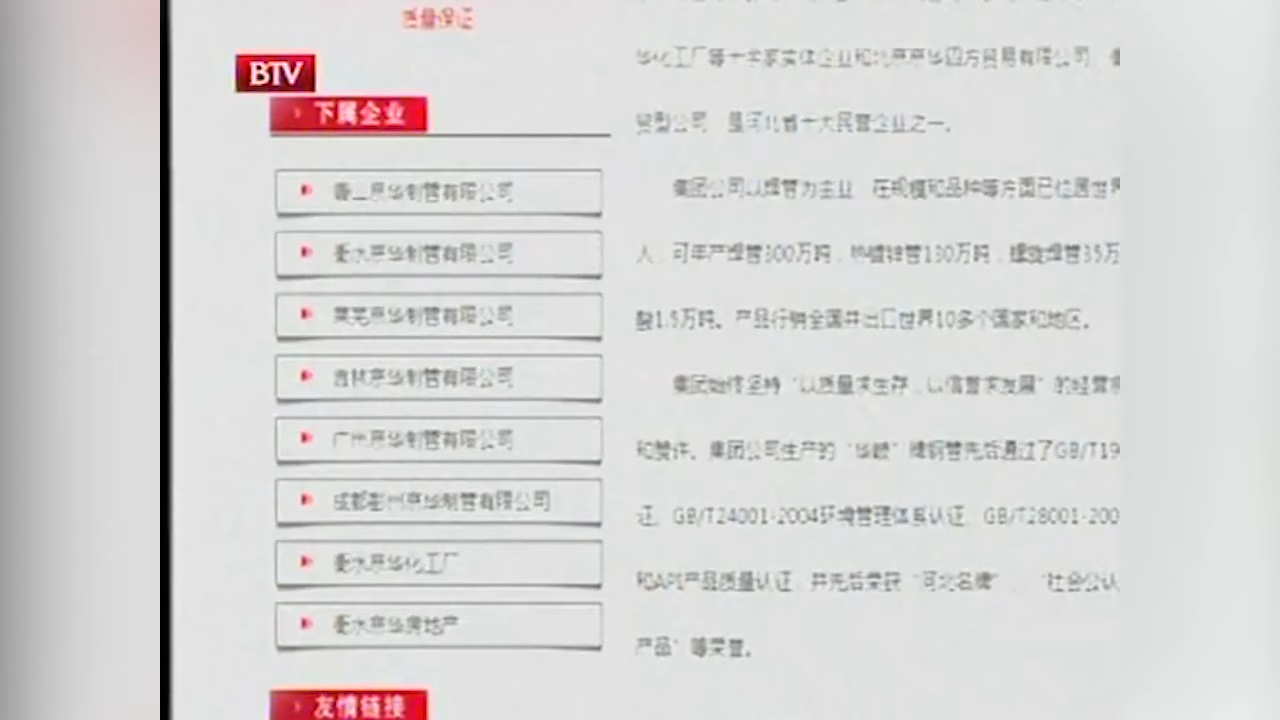 质量保证
BTV
下属企业
唐山京华制管有限公司
衡水京华制管有限公司
莱芜京华制管有限公司
吉林京华制管有限公司
广州京华制管有限公司
成都彭州京华制管有限公司
衡水京华化工厂
衡水京华房地产
友情链接
华化工厂等十余家实体企业和北京京华四方贸易有限公司
贸型公司 是河北省十大民营企业之一。
集团公司以焊管为主业 在规模和品种等方面已位居世界
人，可年产焊管300万吨，热镀锌管130万吨，螺旋焊管35万
酸1.5万吨。产品行销全国并出口世界10多个国家和地区。
集团始终坚持“以质量求生存，以信誉求发展”的经营
和赞许。集团公司生产的 牌钢管先后通过了GB/T19
证 GB/T24001-2004环境管理体系认证 GB/T28001-200
和API产品质量认证，并先后荣获“河北名牌”、“社会公认
产品”等荣誉。